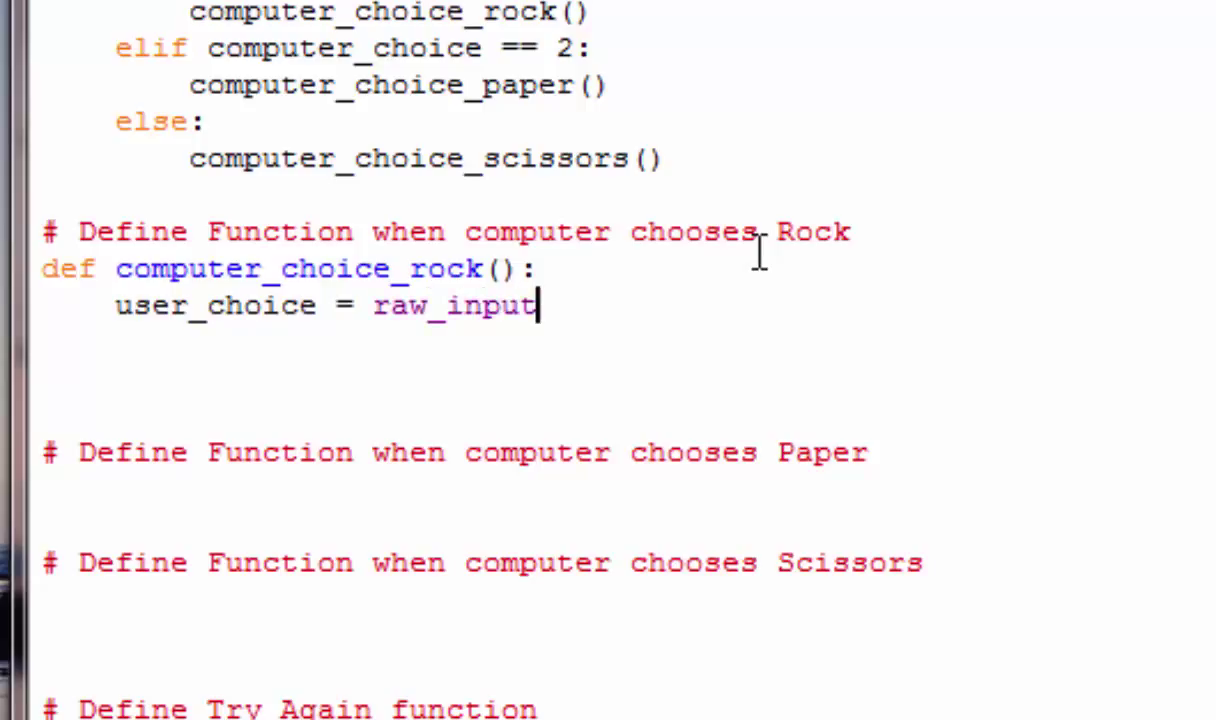 computer_choice_rock()
elif computer_choice == 2:
computer_choice_paper()
else:
computer_choice_scissors()
# Define Function when computer chooses Rock
def computer_choice_rock():
user_choice = raw_input
# Define Function when computer chooses Paper
# Define Function when computer chooses Scissors
# Define Try Again function